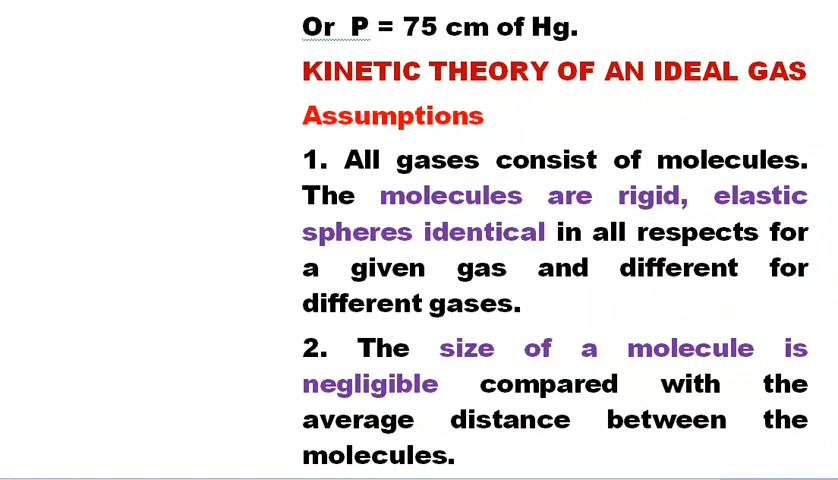 Or P = 75 cm of Hg.
KINETIC THEORY OF AN IDEAL GAS
Assumptions
1. All gases consist of molecules.
The molecules are rigid, elastic
spheres identical in all respects for
a given gas and different for
different gases.
2. The size of a molecule is
negligible compared with the
average distance between the
molecules.